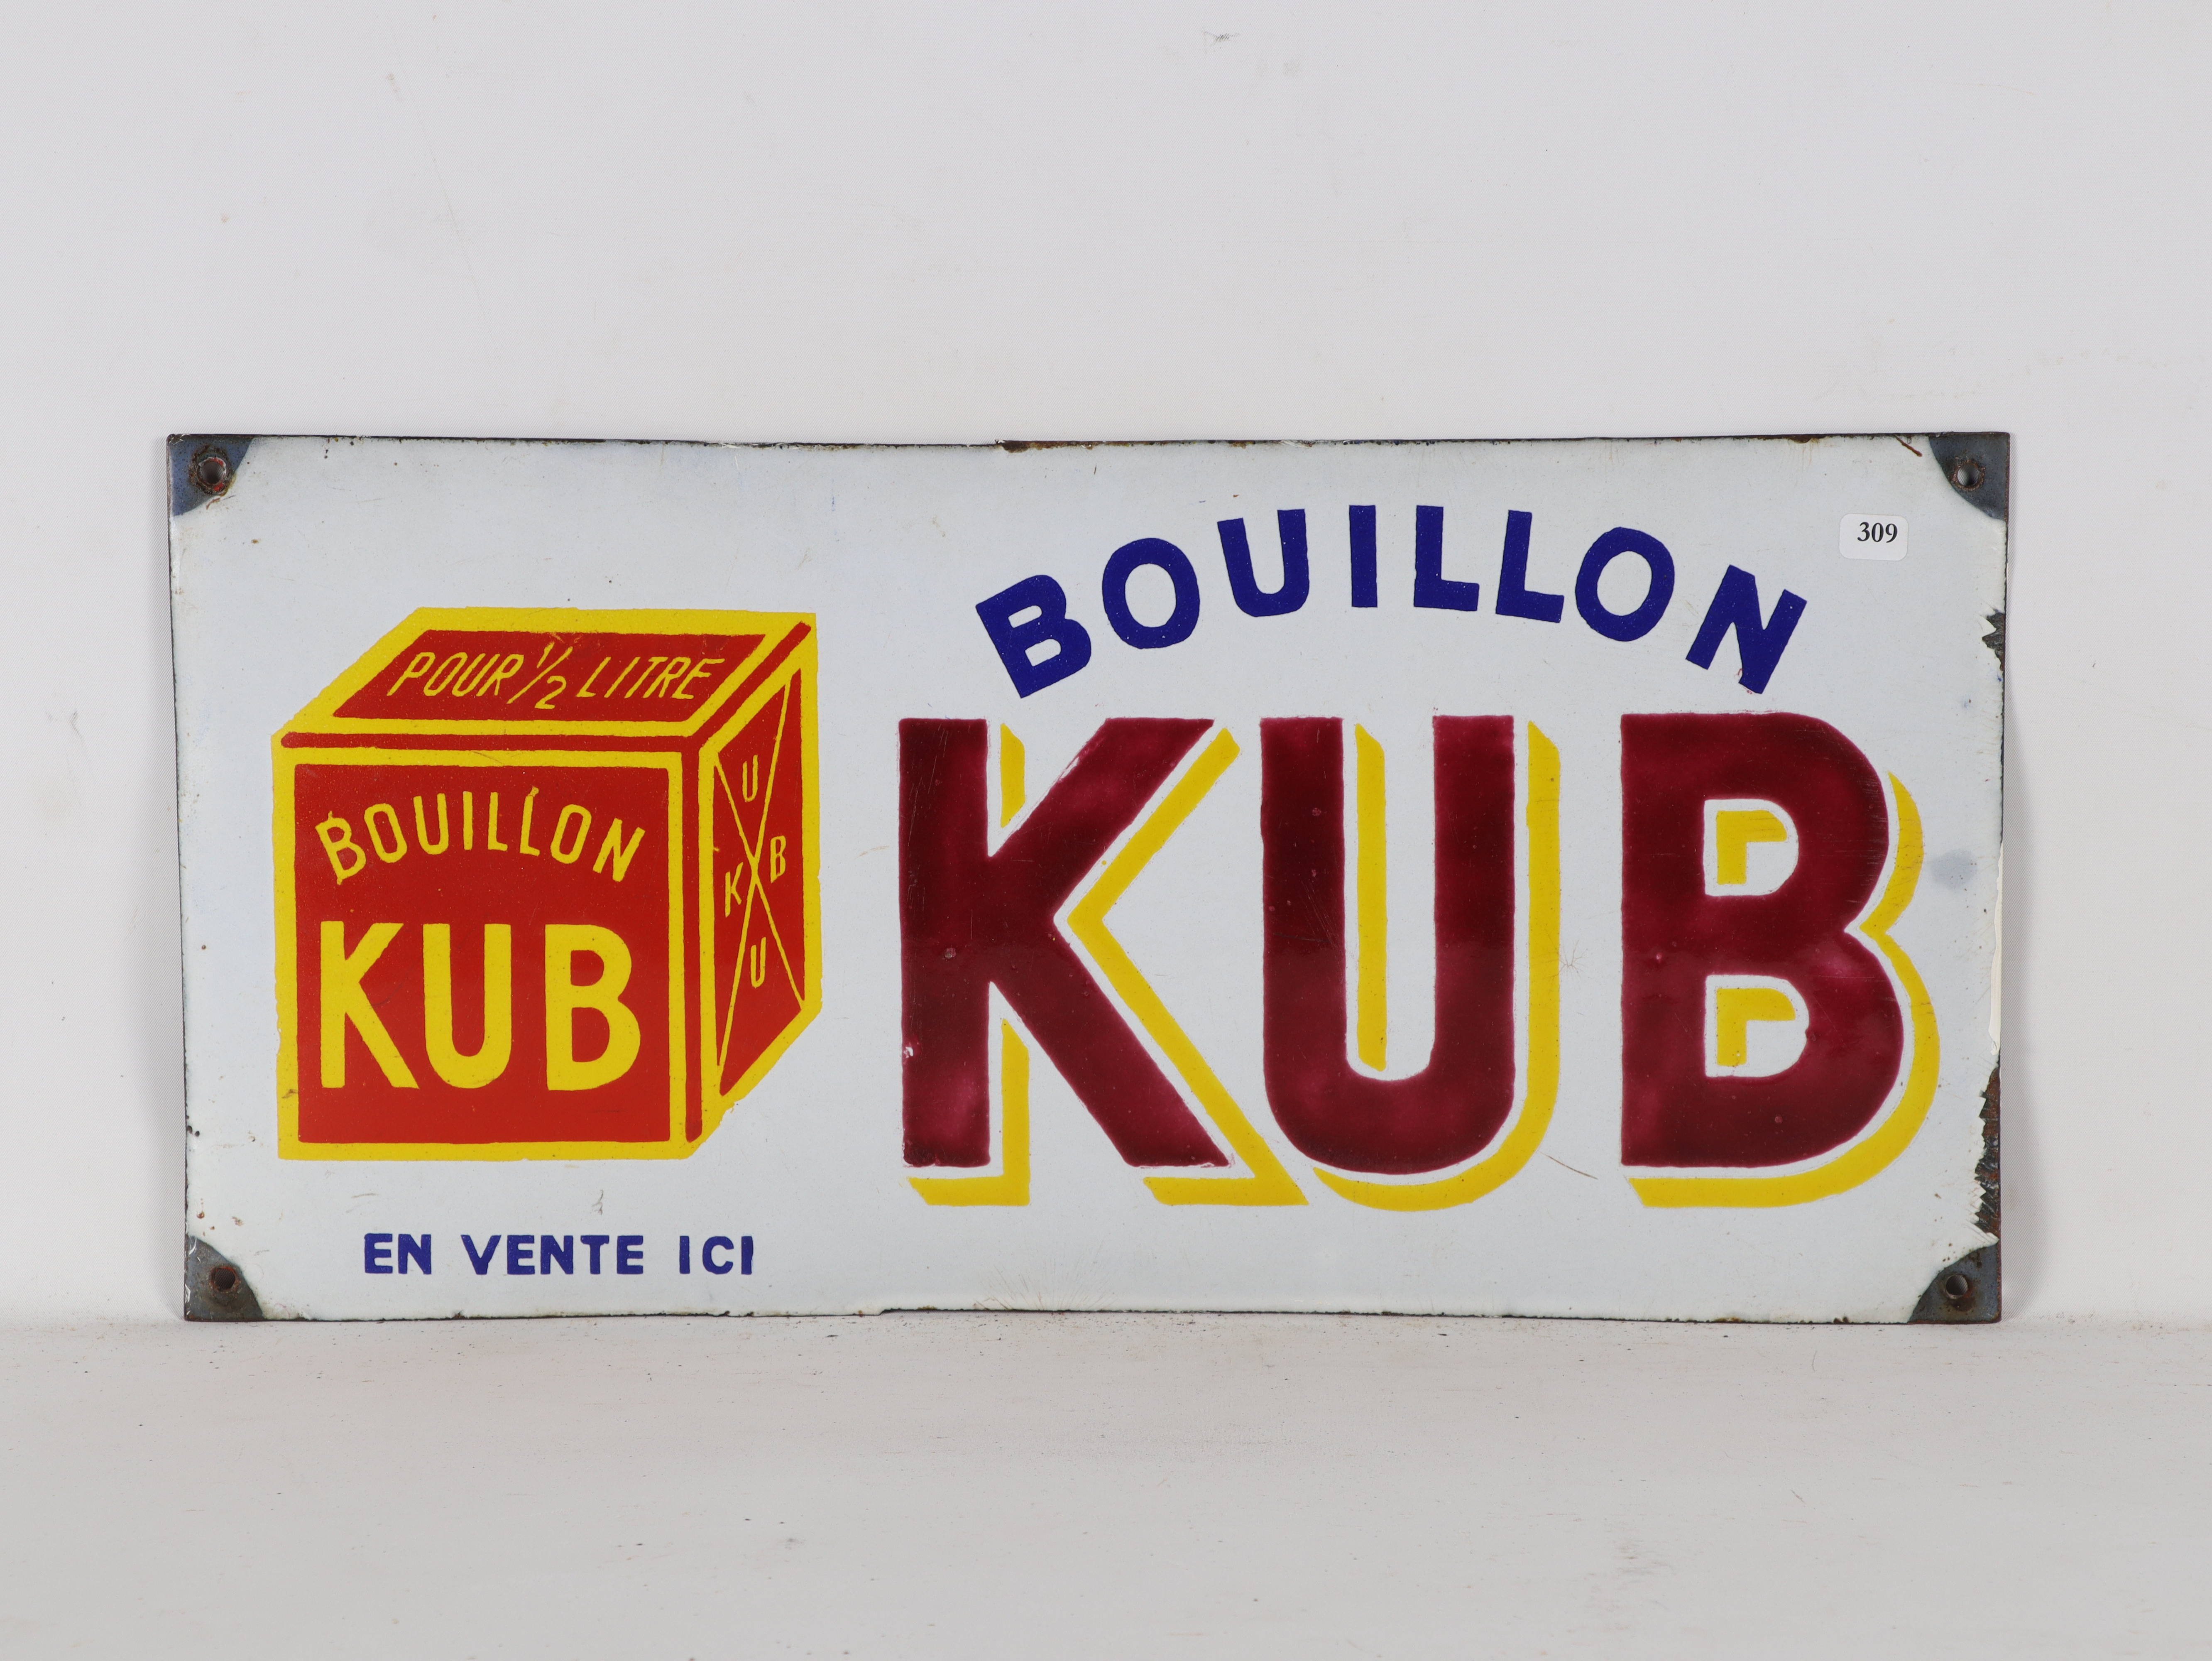 POUR 1/2 LITRE
BOUILLON
KUB
U
K B
U
EN VENTE ICI
BOUILLON
KUB
309